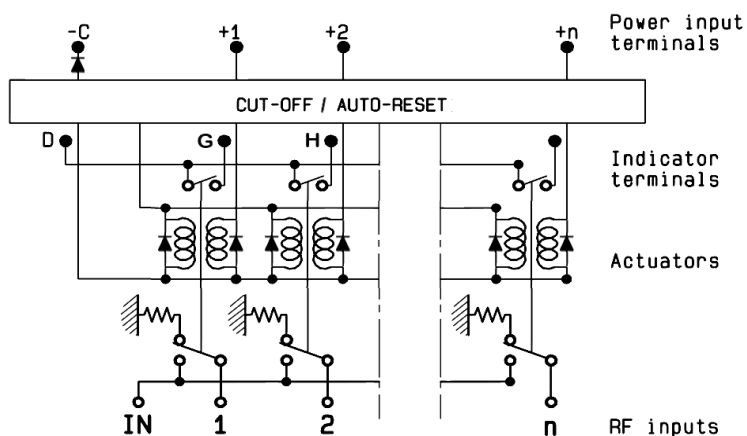 -C +1 +2 +n Power input
terminals
CUT-OFF / AUTO-RESET
D G H
Indicator
terminals
Actuators
IN 1 2 n RF inputs